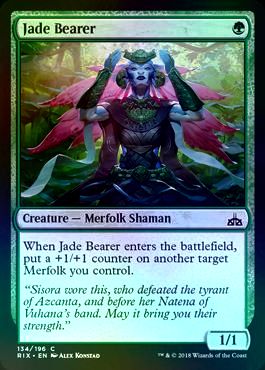 Jade Bearer
Creature — Merfolk Shaman
When Jade Bearer enters the battlefield,
put a +1/+1 counter on another target
Merfolk you control.
“Sisora wore this, who defeated the tyrant
of Azcanta, and before her Natena of
Vuhana's band. May it bring you their
strength.”
1/1
134/196 C
RIX • EN Alex Konstad
™ & © 2018 Wizards of the Coast